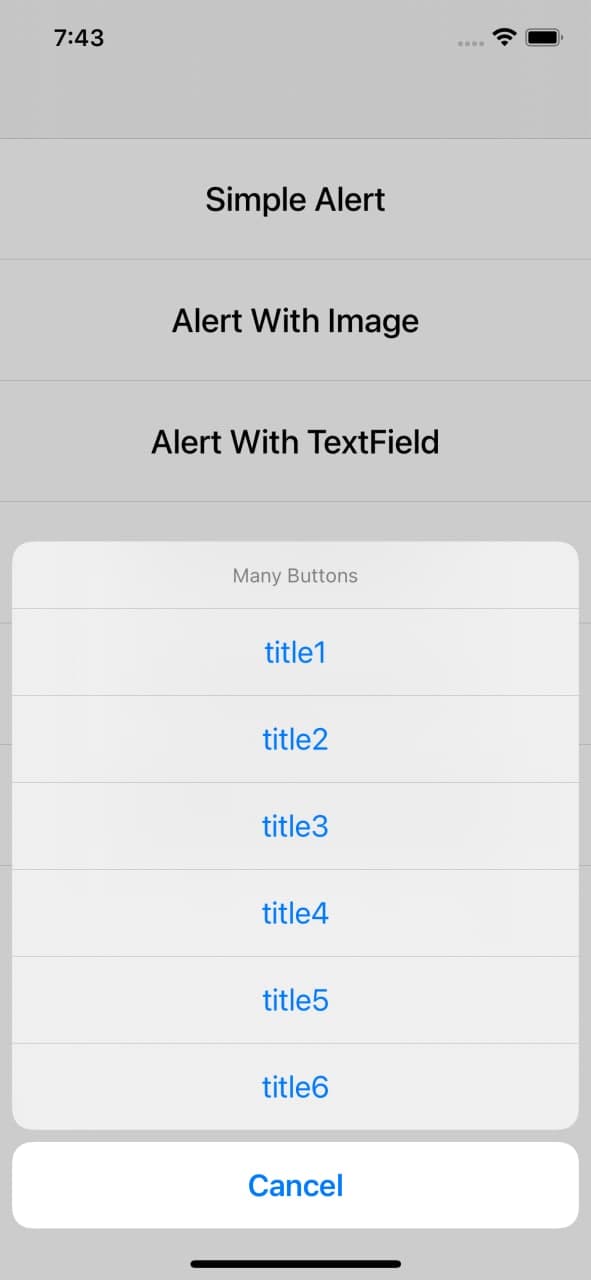 7:43
Simple Alert
Alert With Image
Alert With TextField
Many Buttons
title1
title2
title3
title4
title5
title6
Cancel